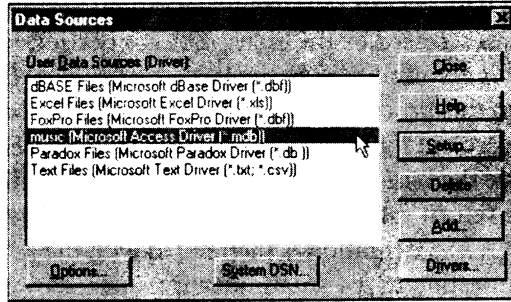 Data Sources
User Data Sources (Driver):
dBASE Files (Microsoft dBase Driver (*.dbf))
Excel Files (Microsoft Excel Driver (*.xls))
FoxPro Files (Microsoft FoxPro Driver (*.dbf))
music (Microsoft Access Driver (*.mdb))
Paradox Files (Microsoft Paradox Driver (*.db ))
Text Files (Microsoft Text Driver (*.txt; *.csv))
Close
Help
Setup...
Delete
Add...
Options...
System DSN...
Drivers...